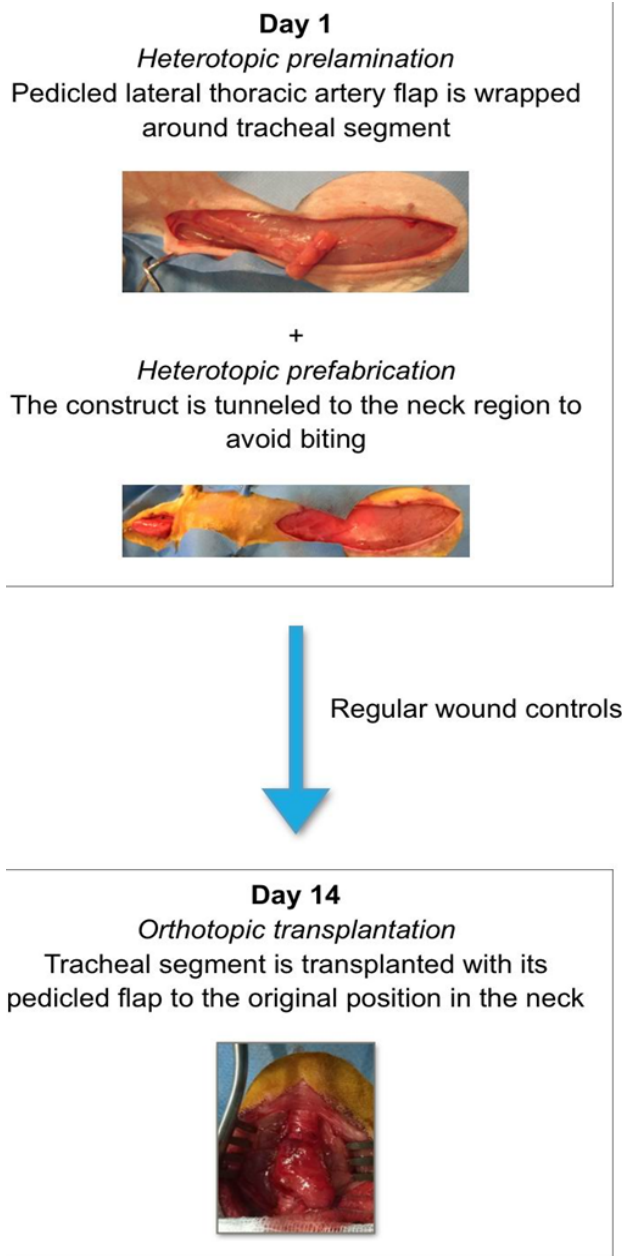 Day 1
Heterotopic prelamination
Pedicled lateral thoracic artery flap is wrapped
around tracheal segment
+
Heterotopic prefabrication
The construct is tunneled to the neck region to
avoid biting
Regular wound controls
Day 14
Orthotopic transplantation
Tracheal segment is transplanted with its
pedicled flap to the original position in the neck